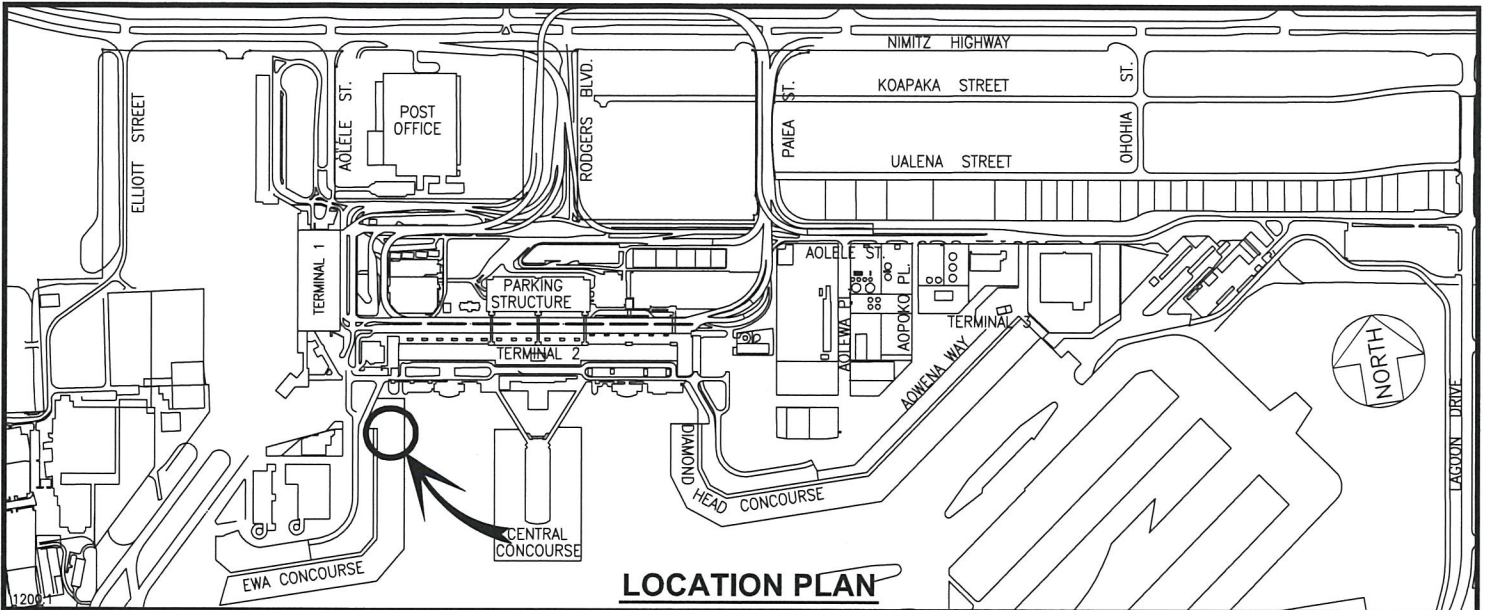 NIMITZ HIGHWAY
KOAPAKA STREET
UALENA STREET
OHOHIA ST.
PAIEA ST.
RODGERS BLVD.
AOLELE ST.
POST
OFFICE
ELLIOTT STREET
TERMINAL 1
PARKING
STRUCTURE
TERMINAL 2
AOLELE ST.
AOLEWA PL.
AOPOKO PL.
TERMINAL 3
AOWENA WAY
NORTH
LAGOON DRIVE
DIAMOND
HEAD CONCOURSE
CENTRAL
CONCOURSE
EWA CONCOURSE
LOCATION PLAN